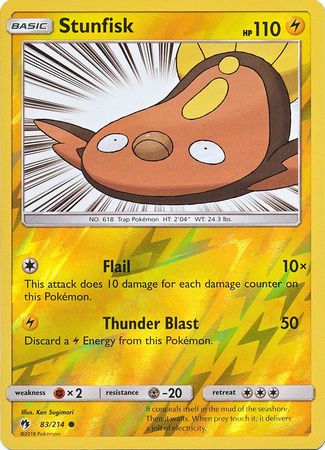 BASIC Stunfisk HP110
NO. 618 Trap Pokémon HT: 2'04" WT: 24.3 lbs.
Flail 10×
This attack does 10 damage for each damage counter on
this Pokémon.
Thunder Blast 50
Discard a Energy from this Pokémon.
weakness × 2 resistance -20 retreat
Illus. Ken Sugimori
83/214
©2018 Pokémon
It conceals itself in the mud of the seashore.
Then it waits. When prey touch it, it delivers
a jolt of electricity.